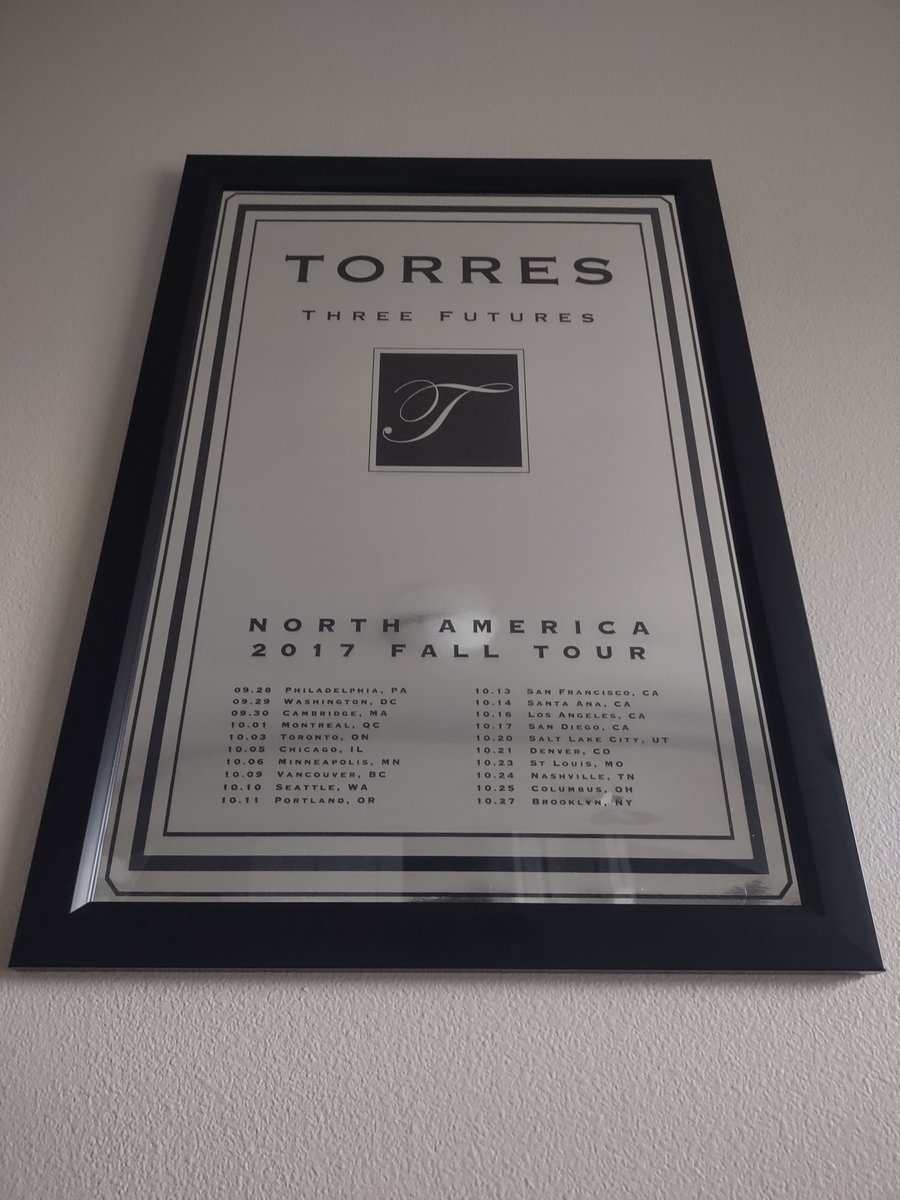 TORRES
THREE FUTURES
T
NORTH AMERICA
2017 FALL TOUR
09.28 PHILADELPHIA, PA
09.29 WASHINGTON, DC
09.30 CAMBRIDGE, MA
10.01 MONTREAL, QC
10.03 TORONTO, ON
10.05 CHICAGO, IL
10.06 MINNEAPOLIS, MN
10.09 VANCOUVER, BC
10.10 SEATTLE, WA
10.11 PORTLAND, OR
10.13 SAN FRANCISCO, CA
10.14 SANTA ANA, CA
10.16 LOS ANGELES, CA
10.17 SAN DIEGO, CA
10.20 SALT LAKE CITY, UT
10.21 DENVER, CO
10.23 ST LOUIS, MO
10.24 NASHVILLE, TN
10.25 COLUMBUS, OH
10.27 BROOKLYN, NY